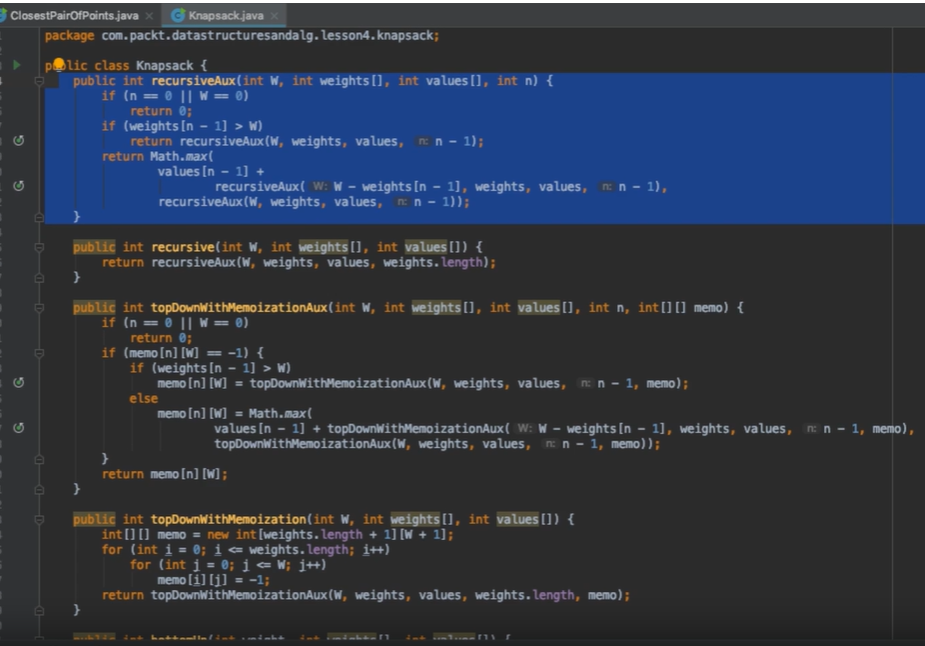 ClosestPairOfPoints.java × Knapsack.java ×
package com.packt.datastructuresandalg.lesson4.knapsack;
public class Knapsack {
public int recursiveAux(int W, int weights[], int values[], int n) {
if (n == 0 || W == 0)
return 0;
if (weights[n - 1] > W)
return recursiveAux(W, weights, values, n: n - 1);
return Math.max(
values[n - 1] +
recursiveAux( W: W - weights[n - 1], weights, values, n: n - 1),
recursiveAux(W, weights, values, n: n - 1));
}
public int recursive(int W, int weights[], int values[]) {
return recursiveAux(W, weights, values, weights.length);
}
public int topDownWithMemoizationAux(int W, int weights[], int values[], int n, int[][] memo) {
if (n == 0 || W == 0)
return 0;
if (memo[n][W] == -1) {
if (weights[n - 1] > W)
memo[n][W] = topDownWithMemoizationAux(W, weights, values, n: n - 1, memo);
else
memo[n][W] = Math.max(
values[n - 1] + topDownWithMemoizationAux( W: W - weights[n - 1], weights, values, n: n - 1, memo),
topDownWithMemoizationAux(W, weights, values, n: n - 1, memo));
}
return memo[n][W];
}
public int topDownWithMemoization(int W, int weights[], int values[]) {
int[][] memo = new int[weights.length + 1][W + 1];
for (int i = 0; i <= weights.length; i++)
for (int j = 0; j <= W; j++)
memo[i][j] = -1;
return topDownWithMemoizationAux(W, weights, values, weights.length, memo);
}